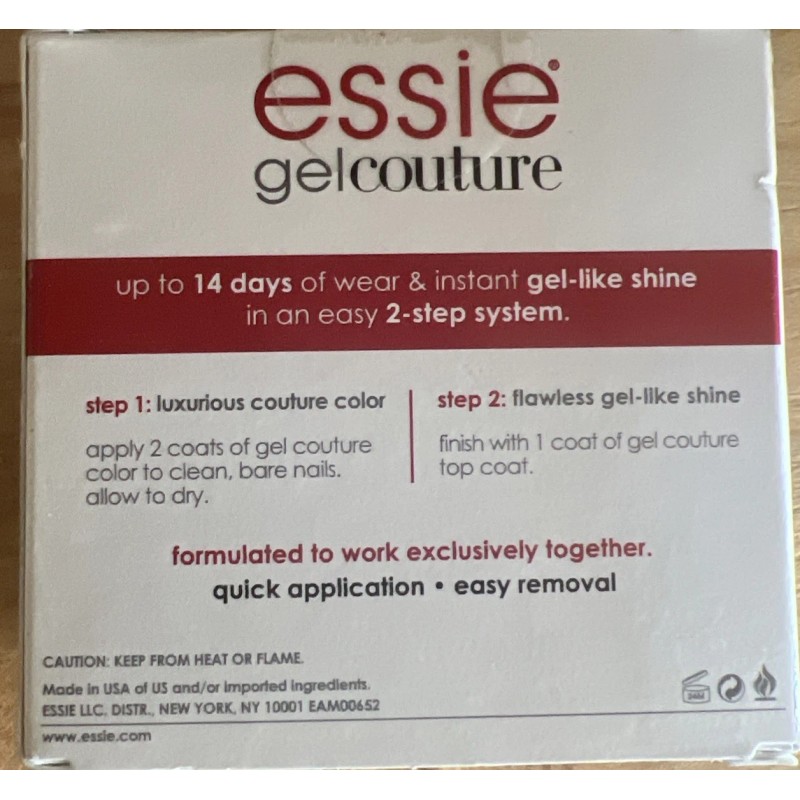 essie®
gelcouture
up to 14 days of wear & instant gel-like shine
in an easy 2-step system.
step 1: luxurious couture color
apply 2 coats of gel couture
color to clean, bare nails.
allow to dry.
step 2: flawless gel-like shine
finish with 1 coat of gel couture
top coat.
formulated to work exclusively together.
quick application • easy removal
CAUTION: KEEP FROM HEAT OR FLAME.
Made in USA of US and/or imported ingredients.
ESSIE LLC, DISTR., NEW YORK, NY 10001 EAM00652
24M
www.essie.com